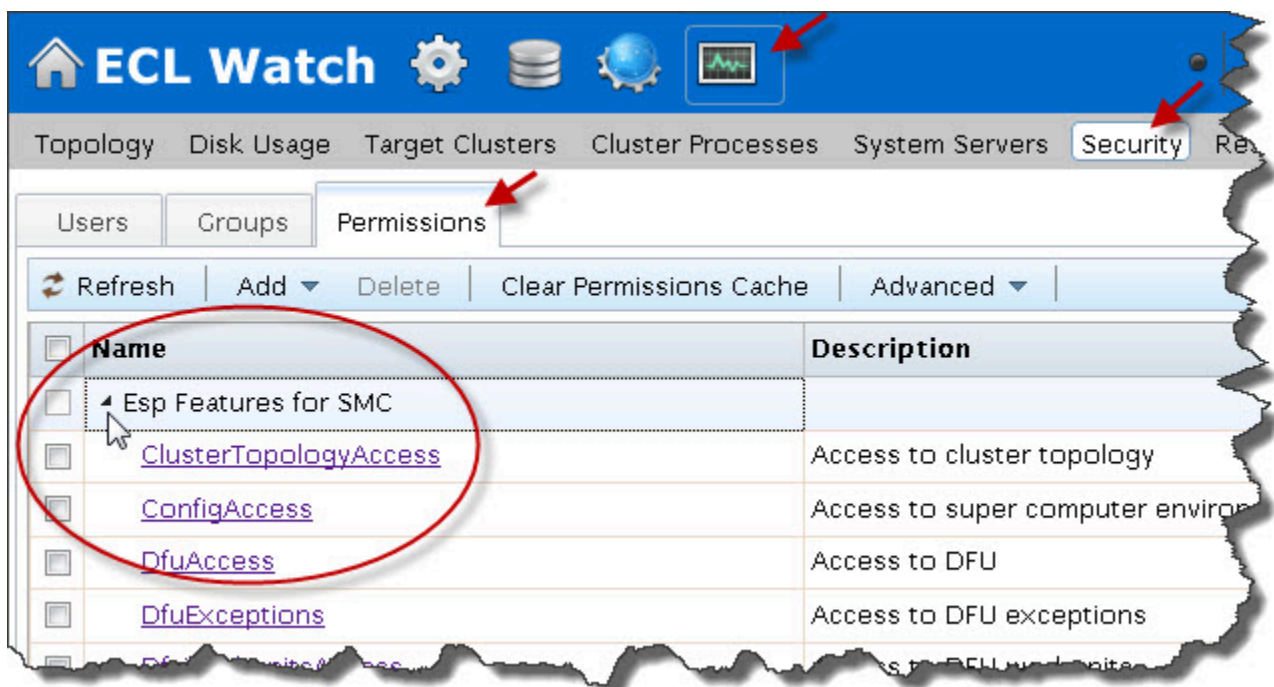 ECL Watch
Topology Disk Usage Target Clusters Cluster Processes System Servers Security
Users Groups Permissions
Refresh Add Delete Clear Permissions Cache Advanced
Name Description
Esp Features for SMC
ClusterTopologyAccess Access to cluster topology
ConfigAccess Access to super computer
DfuAccess Access to DFU
DfuExceptions Access to DFU exceptions